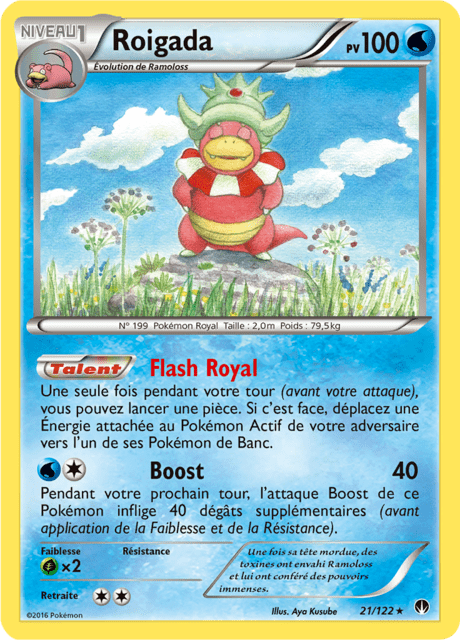 NIVEAU 1
Roigada
PV 100
Évolution de Ramoloss
N° 199 Pokémon Royal Taille : 2,0m Poids : 79,5kg
Talent Flash Royal
Une seule fois pendant votre tour (avant votre attaque),
vous pouvez lancer une pièce. Si c'est face, déplacez une
Énergie attachée au Pokémon Actif de votre adversaire
vers l'un de ses Pokémon de Banc.
Boost 40
Pendant votre prochain tour, l'attaque Boost de ce
Pokémon inflige 40 dégâts supplémentaires (avant
application de la Faiblesse et de la Résistance).
Faiblesse Résistance
×2
Retraite
Une fois sa tête mordue, des
toxines ont envahi Ramoloss
et lui ont conféré des pouvoirs
immenses.
©2016 Pokémon
Illus. Aya Kusube
21/122 ★